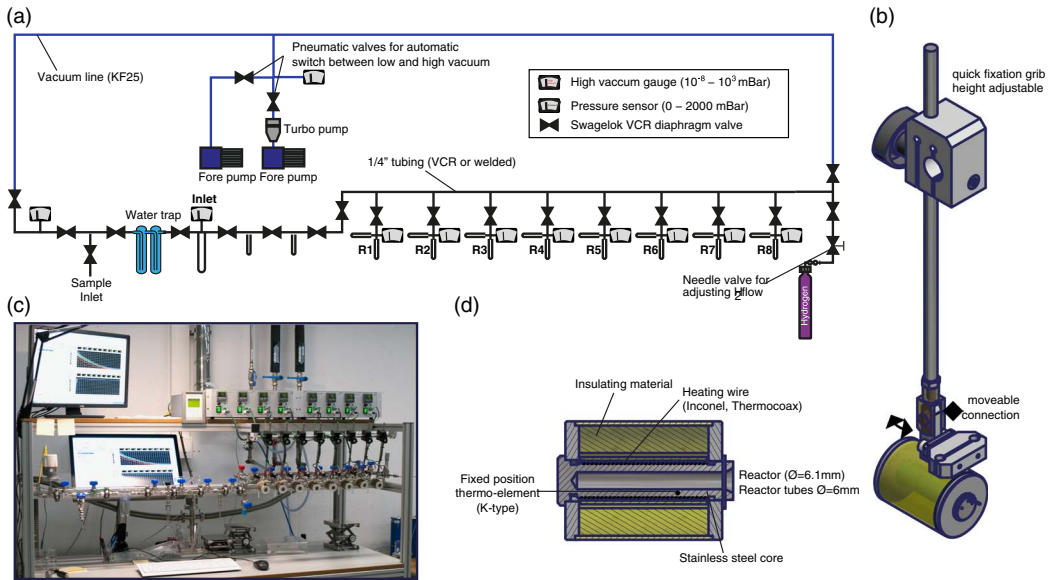 (a)
Pneumatic valves for automatic
switch between low and high vacuum
Vacuum line (KF25)
High vaccum gauge (10⁻⁸ – 10³ mBar)
Pressure sensor (0 – 2000 mBar)
Swagelok VCR diaphragm valve
Turbo pump
Fore pump
Fore pump
1/4" tubing (VCR or welded)
Water trap
Inlet
Sample
Inlet
R1
R2
R3
R4
R5
R6
R7
R8
Needle valve for
adjusting H₂flow
Hydrogen
(b)
quick fixation grib
height adjustable
moveable
connection
(c)
(d)
Insulating material
Heating wire
(Inconel, Thermocoax)
Fixed position
thermo-element
(K-type)
Reactor (Ø=6.1mm)
Reactor tubes Ø=6mm
Stainless steel core